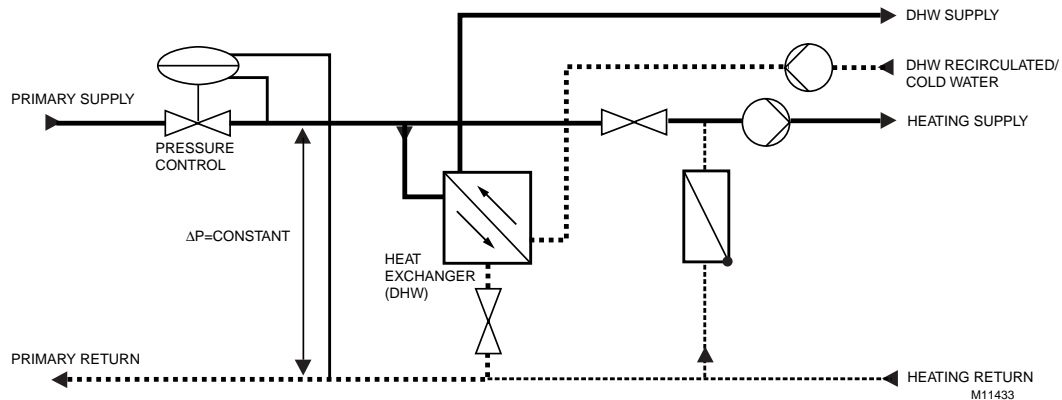 DHW SUPPLY
DHW RECIRCULATED/
COLD WATER
PRIMARY SUPPLY
HEATING SUPPLY
PRESSURE
CONTROL
ΔP=CONSTANT
HEAT
EXCHANGER
(DHW)
PRIMARY RETURN
HEATING RETURN
M11433